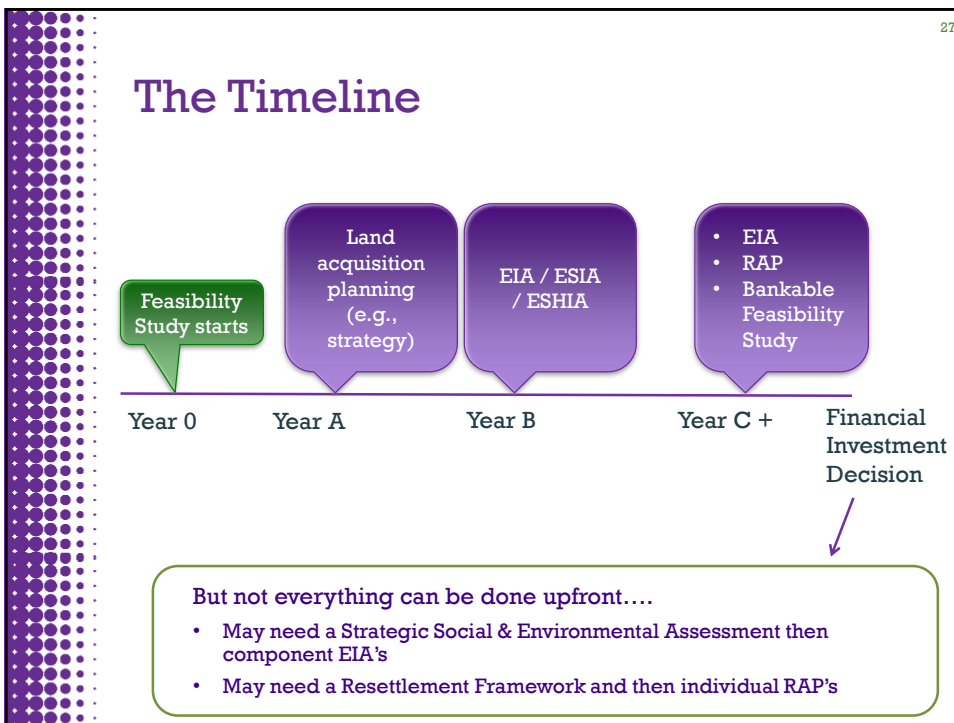 27
The Timeline
Feasibility
Study starts
Land
acquisition
planning
(e.g.,
strategy)
EIA / ESIA
/ ESHIA
• EIA
• RAP
• Bankable
Feasibility
Study
Year 0
Year A
Year B
Year C +
Financial
Investment
Decision
But not everything can be done upfront….
• May need a Strategic Social & Environmental Assessment then
component EIA's
• May need a Resettlement Framework and then individual RAP's